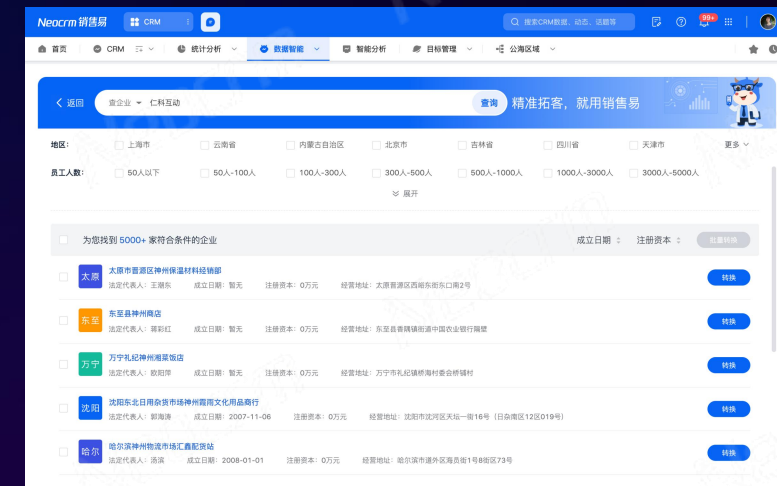 Neocrm 销售易 CRM 搜索CRM数据、动态、话题等 99+
首页 CRM 统计分析 数据智能 智能分析 目标管理 公海区域
返回 查企业 仁科互动 查询 精准拓客，就用销售易
地区： 上海市 云南省 内蒙古自治区 北京市 吉林省 四川省 天津市 更多
员工人数： 50人以下 50人-100人 100人-300人 300人-500人 500人-1000人 1000人-3000人 3000人-5000人
展开
为您找到 5000+ 家符合条件的企业 成立日期 注册资本 批量转换
太原 太原市晋源区神州保温材料经销部
法定代表人：王潮东 成立日期：暂无 注册资本：0万元 经营地址：太原晋源区西峪东街东口南2号 转换
东至 东至县神州商店
法定代表人：蒋彩红 成立日期：暂无 注册资本：0万元 经营地址：东至县香隅镇街道中国农业银行隔壁 转换
万宁 万宁礼纪神州湘菜饭店
法定代表人：欧阳萍 成立日期：暂无 注册资本：0万元 经营地址：万宁市礼纪镇桥海村委会桥铺村 转换
沈阳 沈阳东北日用杂货市场神州霞雨文化用品商行
法定代表人：郭海涛 成立日期：2007-11-06 注册资本：0万元 经营地址：沈阳市沈河区天坛一街16号（日杂南区12区019号） 转换
哈尔 哈尔滨神州物流市场汇鑫配货站
法定代表人：汤滨 成立日期：2008-01-01 注册资本：0万元 经营地址：哈尔滨市道外区海员街1号8街区73号 转换